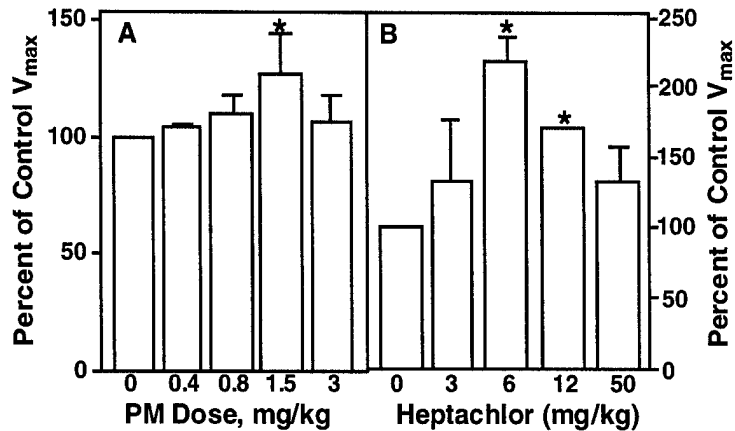 A
B
Percent of Control Vmax
150
100
50
0
*
0 0.4 0.8 1.5 3
PM Dose, mg/kg
*
*
0 3 6 12 50
Heptachlor (mg/kg)
250
200
150
100
50
0
Percent of Control Vmax